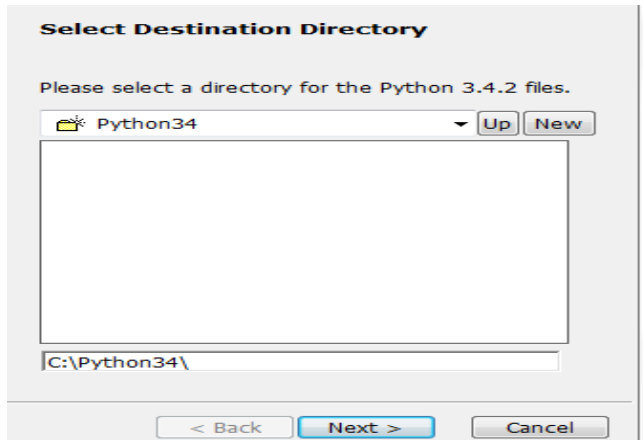 Select Destination Directory
Please select a directory for the Python 3.4.2 files.
Python34 Up New
C:\Python34\
< Back Next > Cancel